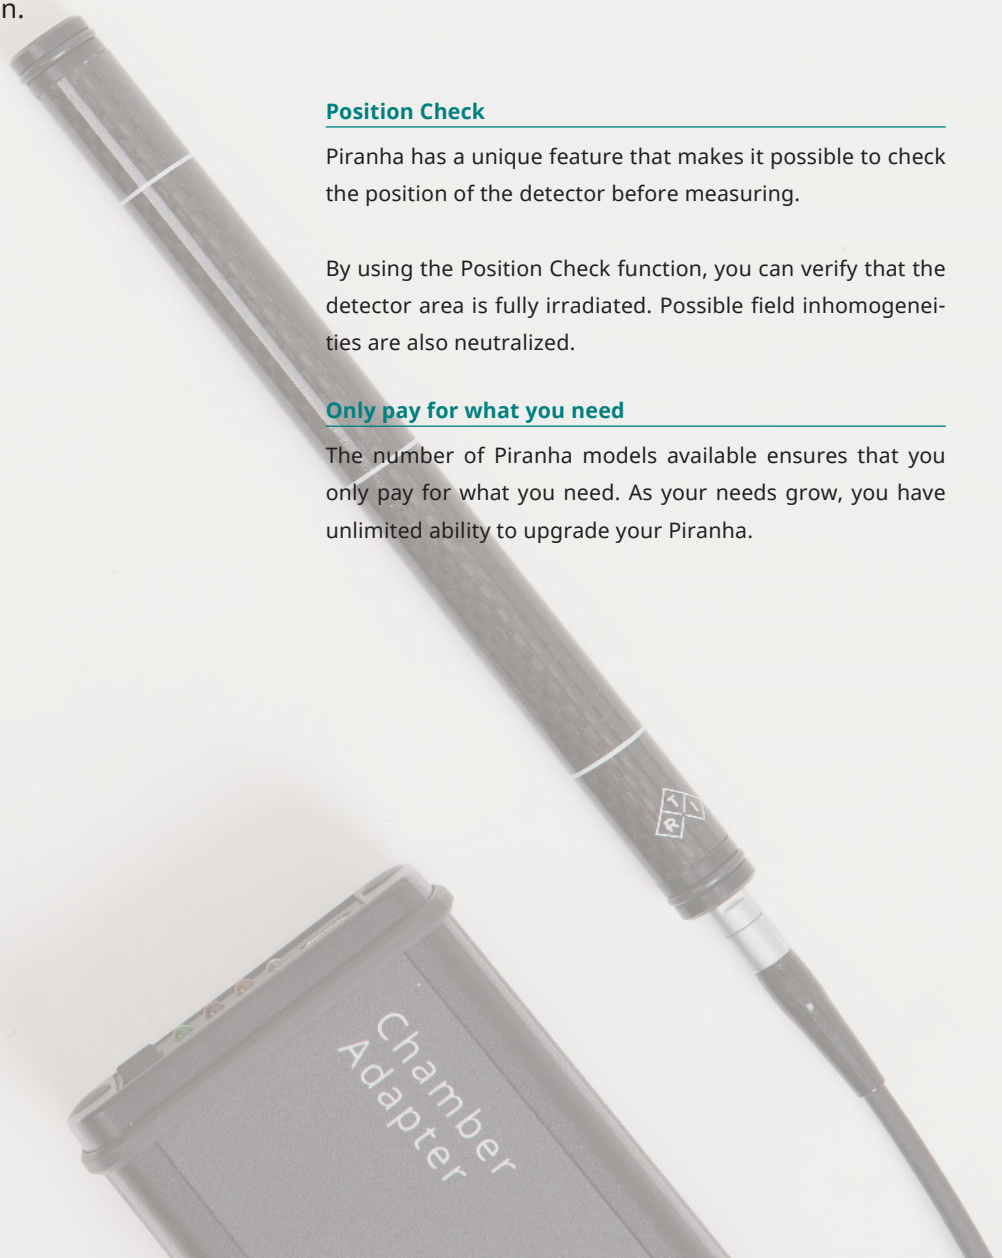 n.
Position Check
Piranha has a unique feature that makes it possible to check
the position of the detector before measuring.
By using the Position Check function, you can verify that the
detector area is fully irradiated. Possible field inhomogenei-
ties are also neutralized.
Only pay for what you need
The number of Piranha models available ensures that you
only pay for what you need. As your needs grow, you have
unlimited ability to upgrade your Piranha.
RTI
Chamber
Adapter